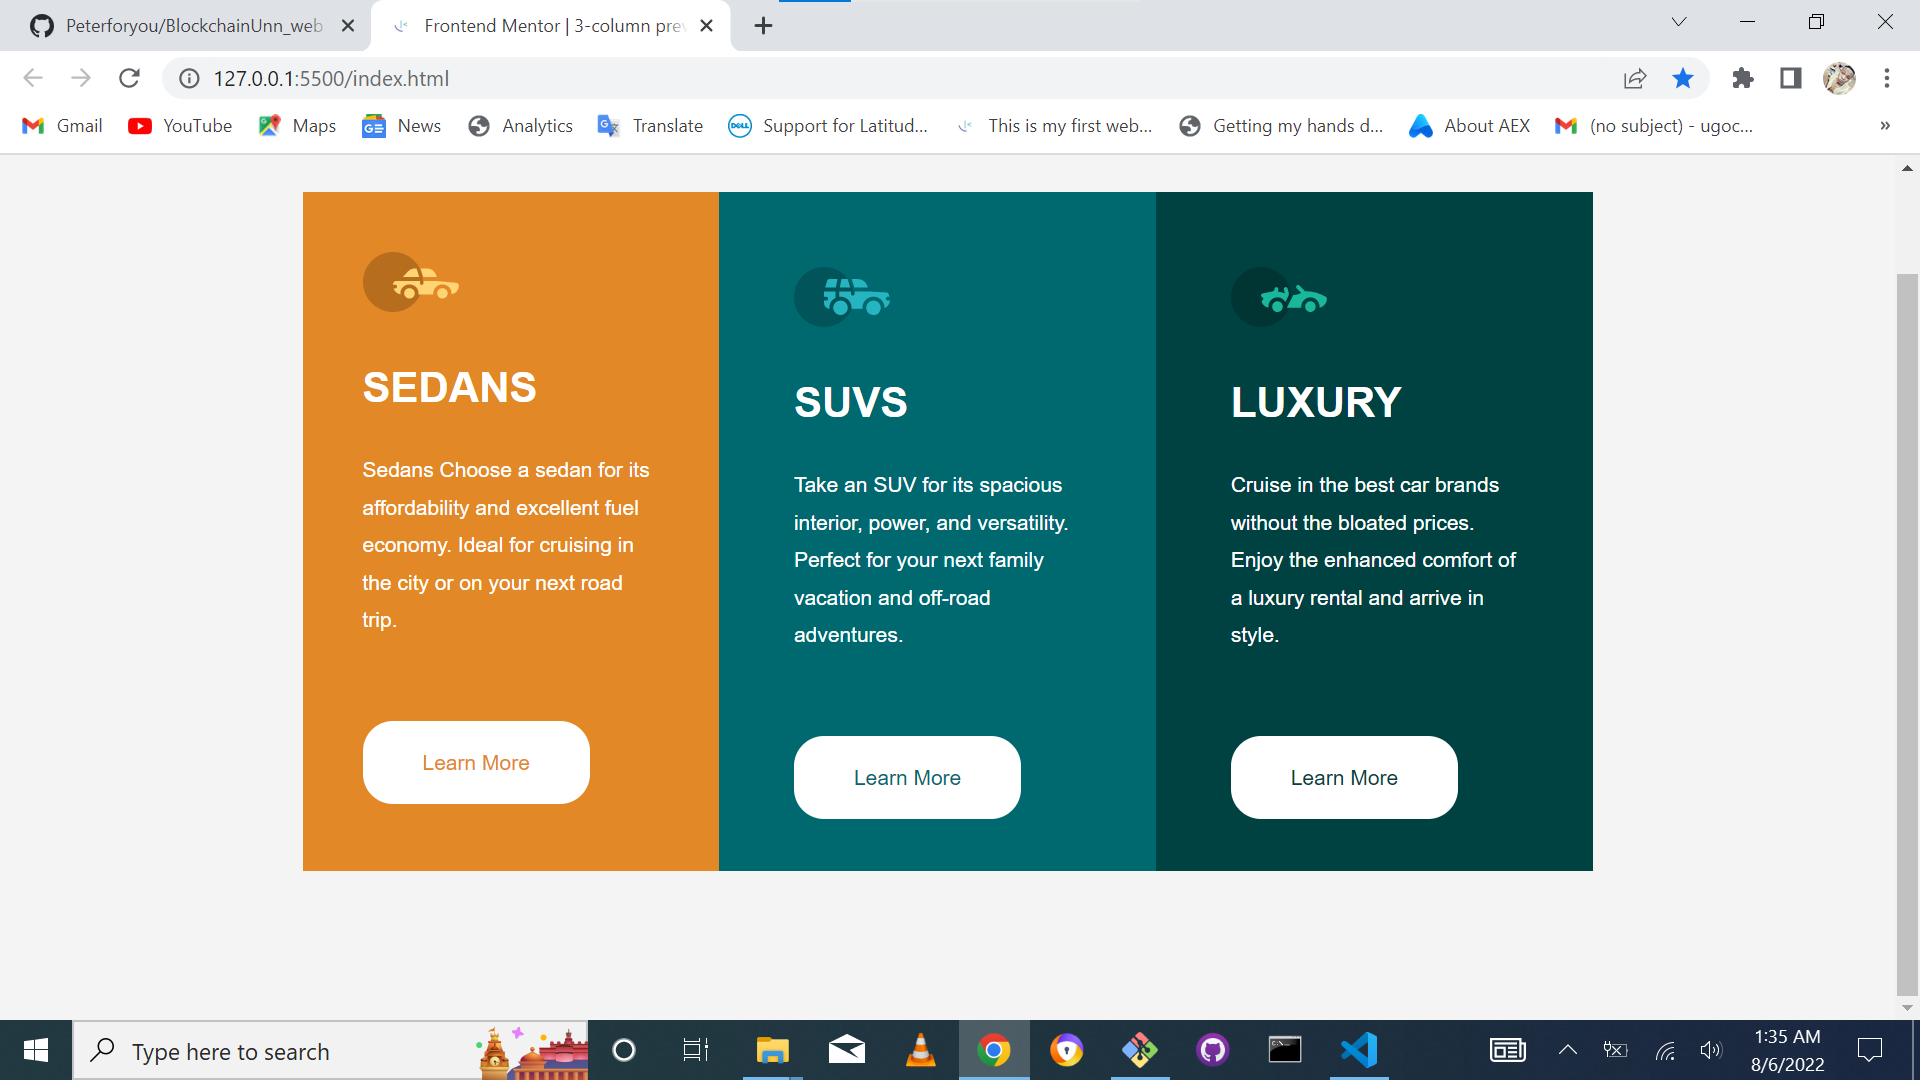 Peterforyou/BlockchainUnn_web
Frontend Mentor | 3-column prev
127.0.0.1:5500/index.html
Gmail
YouTube
Maps
News
Analytics
Translate
Support for Latitud...
This is my first web...
Getting my hands d...
About AEX
(no subject) - ugoc...
»
SEDANS
Sedans Choose a sedan for its
affordability and excellent fuel
economy. Ideal for cruising in
the city or on your next road
trip.
Learn More
SUVS
Take an SUV for its spacious
interior, power, and versatility.
Perfect for your next family
vacation and off-road
adventures.
Learn More
LUXURY
Cruise in the best car brands
without the bloated prices.
Enjoy the enhanced comfort of
a luxury rental and arrive in
style.
Learn More
Type here to search
1:35 AM
8/6/2022